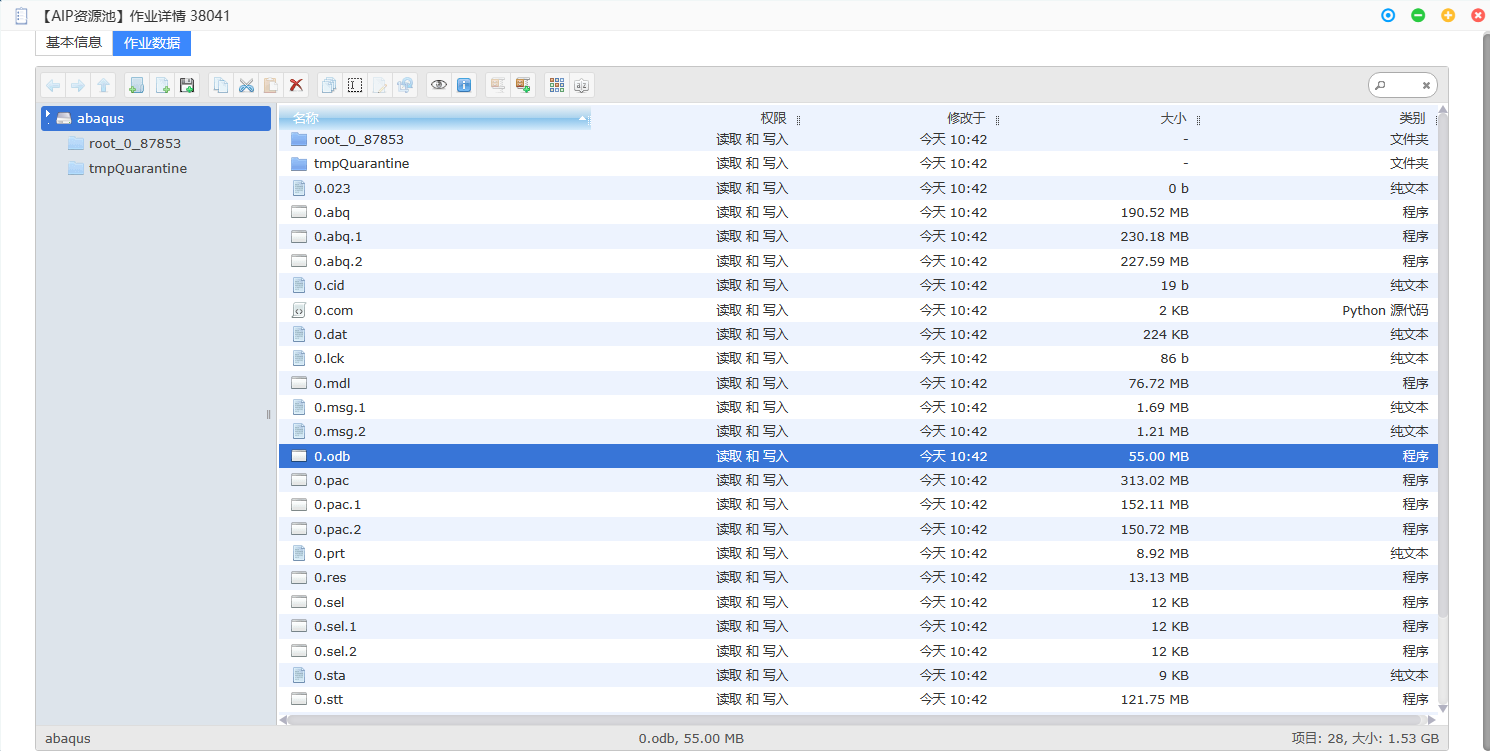 【AIP资源池】作业详情 38041
基本信息 作业数据
abaqus
root_0_87853
tmpQuarantine
名称 权限 修改于 大小 类别
root_0_87853 读取 和 写入 今天 10:42 - 文件夹
tmpQuarantine 读取 和 写入 今天 10:42 - 文件夹
0.023 读取 和 写入 今天 10:42 0 b 纯文本
0.abq 读取 和 写入 今天 10:42 190.52 MB 程序
0.abq.1 读取 和 写入 今天 10:42 230.18 MB 程序
0.abq.2 读取 和 写入 今天 10:42 227.59 MB 程序
0.cid 读取 和 写入 今天 10:42 19 b 纯文本
0.com 读取 和 写入 今天 10:42 2 KB Python 源代码
0.dat 读取 和 写入 今天 10:42 224 KB 纯文本
0.lck 读取 和 写入 今天 10:42 86 b 纯文本
0.mdl 读取 和 写入 今天 10:42 76.72 MB 程序
0.msg.1 读取 和 写入 今天 10:42 1.69 MB 纯文本
0.msg.2 读取 和 写入 今天 10:42 1.21 MB 纯文本
0.odb 读取 和 写入 今天 10:42 55.00 MB 程序
0.pac 读取 和 写入 今天 10:42 313.02 MB 程序
0.pac.1 读取 和 写入 今天 10:42 152.11 MB 程序
0.pac.2 读取 和 写入 今天 10:42 150.72 MB 程序
0.prt 读取 和 写入 今天 10:42 8.92 MB 纯文本
0.res 读取 和 写入 今天 10:42 13.13 MB 程序
0.sel 读取 和 写入 今天 10:42 12 KB 程序
0.sel.1 读取 和 写入 今天 10:42 12 KB 程序
0.sel.2 读取 和 写入 今天 10:42 12 KB 程序
0.sta 读取 和 写入 今天 10:42 9 KB 纯文本
0.stt 读取 和 写入 今天 10:42 121.75 MB 程序
abaqus 0.odb, 55.00 MB 项目: 28, 大小: 1.53 GB